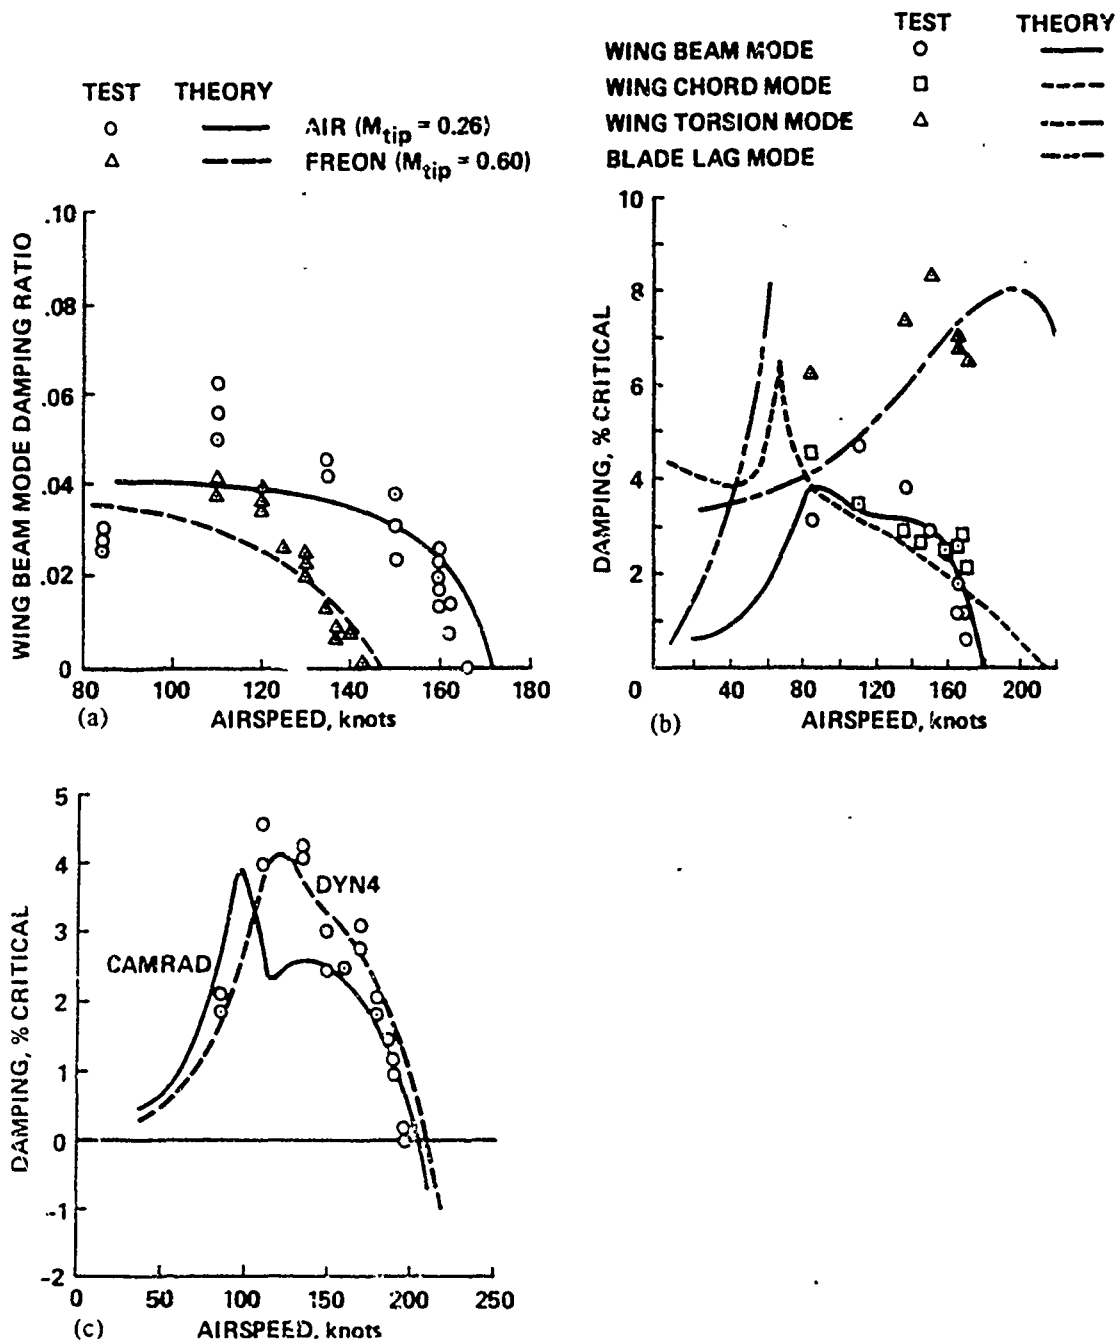 TEST THEORY
AIR (Mtip = 0.26)
FREON (Mtip = 0.60)
WING BEAM MODE DAMPING RATIO
.10
.08
.06
.04
.02
0
80 100 120 140 160 180
(a) AIRSPEED, knots
TEST THEORY
WING BEAM MODE
WING CHORD MODE
WING TORSION MODE
BLADE LAG MODE
DAMPING, % CRITICAL
10
8
6
4
2
0 40 80 120 160 200
(b) AIRSPEED, knots
DAMPING, % CRITICAL
5
4
3
2
1
0
-1
-2
CAMRAD
DYN4
0 50 100 150 200 250
(c) AIRSPEED, knots